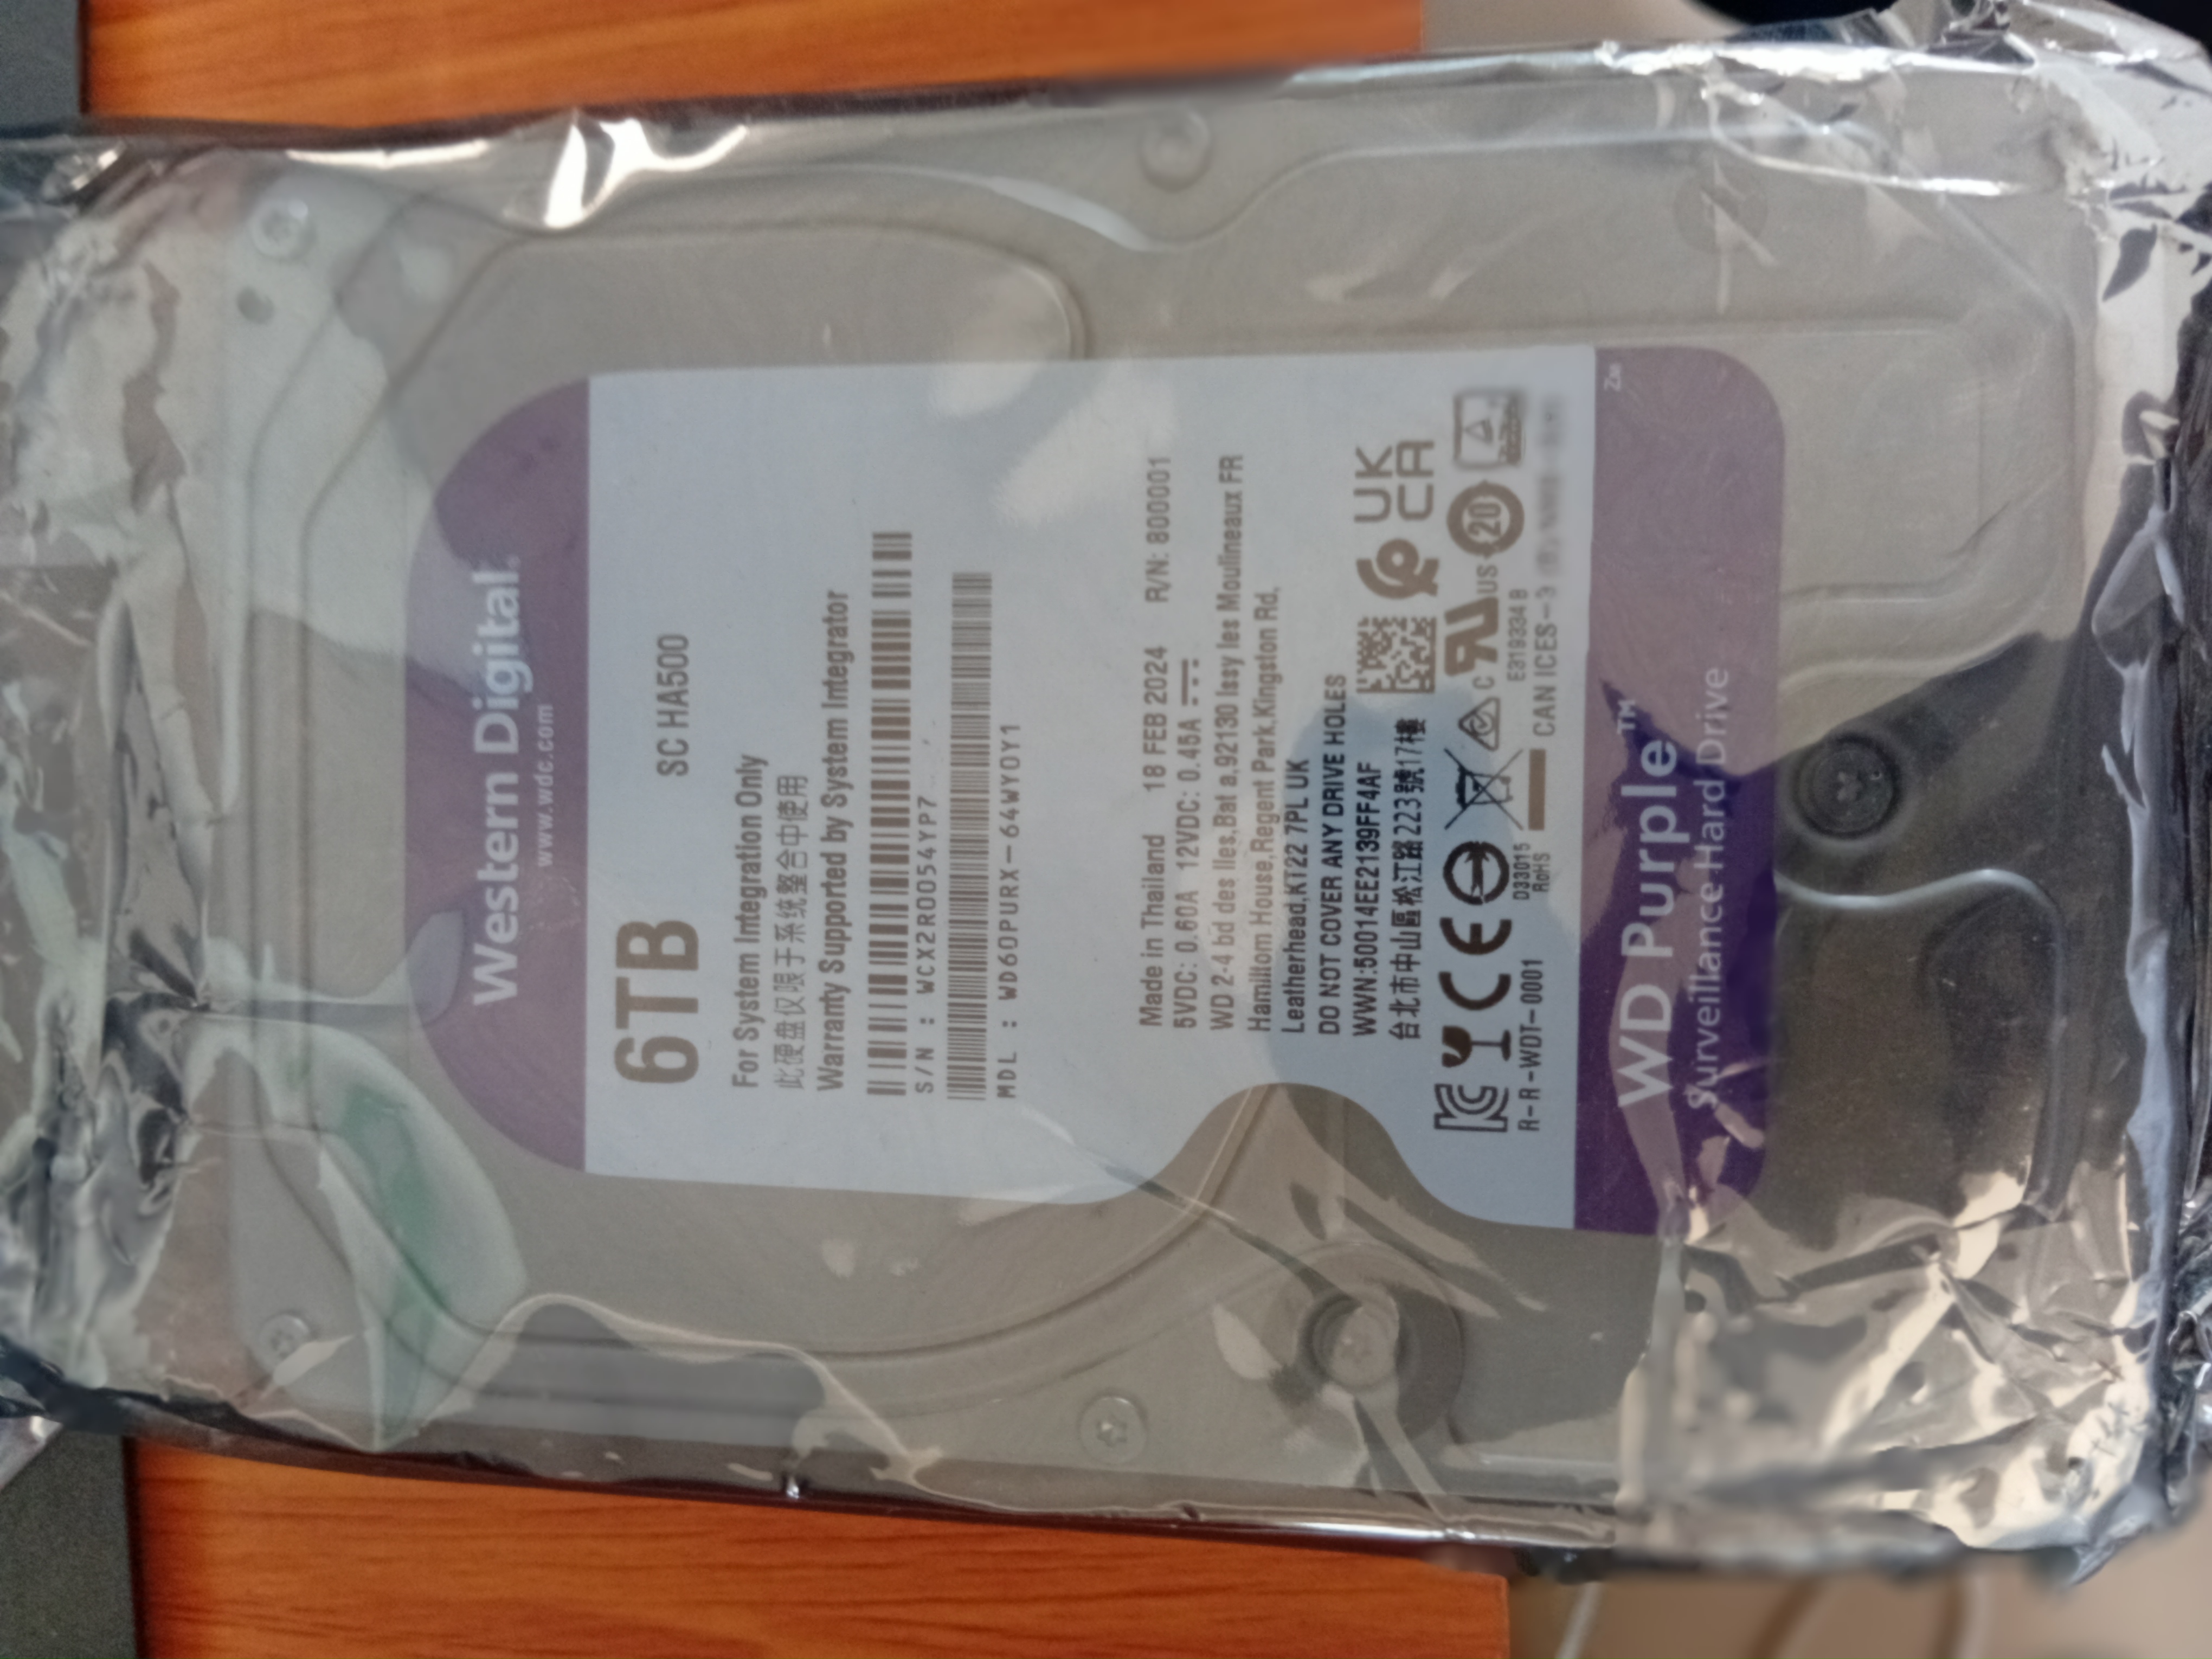 Western Digital®
www.wdc.com
6TB
SC HA500
For System Integration Only
此硬盘仅限于系统整合中使用
Warranty Supported by System Integrator
S/N : WCX2R0054YP7
MDL : WD60PURX-64WY0Y1
Made in Thailand 18 FEB 2024 R/N: 800001
5VDC: 0.60A 12VDC: 0.45A
WD 2-4 bd des Iles,Bat a,92130 Issy les Moulineaux FR
Hamillom House,Regent Park,Kingston Rd,
Leatherhead,KT22 7PL UK
DO NOT COVER ANY DRIVE HOLES
WWN:50014EE2139FF4AF
台北市中山區松江路223號17樓
UK
CA
CE
C US
20
D33015
RoHS
E319334 B
R-R-WDT-0001
CAN ICES-3
WD Purple™
Surveillance Hard Drive